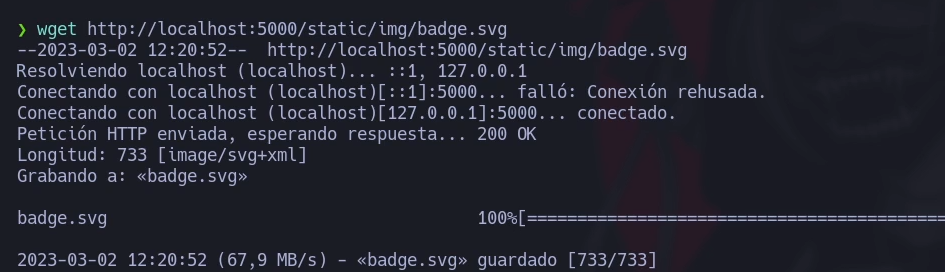 ❯ wget http://localhost:5000/static/img/badge.svg
--2023-03-02 12:20:52--  http://localhost:5000/static/img/badge.svg
Resolviendo localhost (localhost)... ::1, 127.0.0.1
Conectando con localhost (localhost)[::1]:5000... falló: Conexión rehusada.
Conectando con localhost (localhost)[127.0.0.1]:5000... conectado.
Petición HTTP enviada, esperando respuesta... 200 OK
Longitud: 733 [image/svg+xml]
Grabando a: «badge.svg»
badge.svg                                     100%[==========================================
2023-03-02 12:20:52 (67,9 MB/s) - «badge.svg» guardado [733/733]